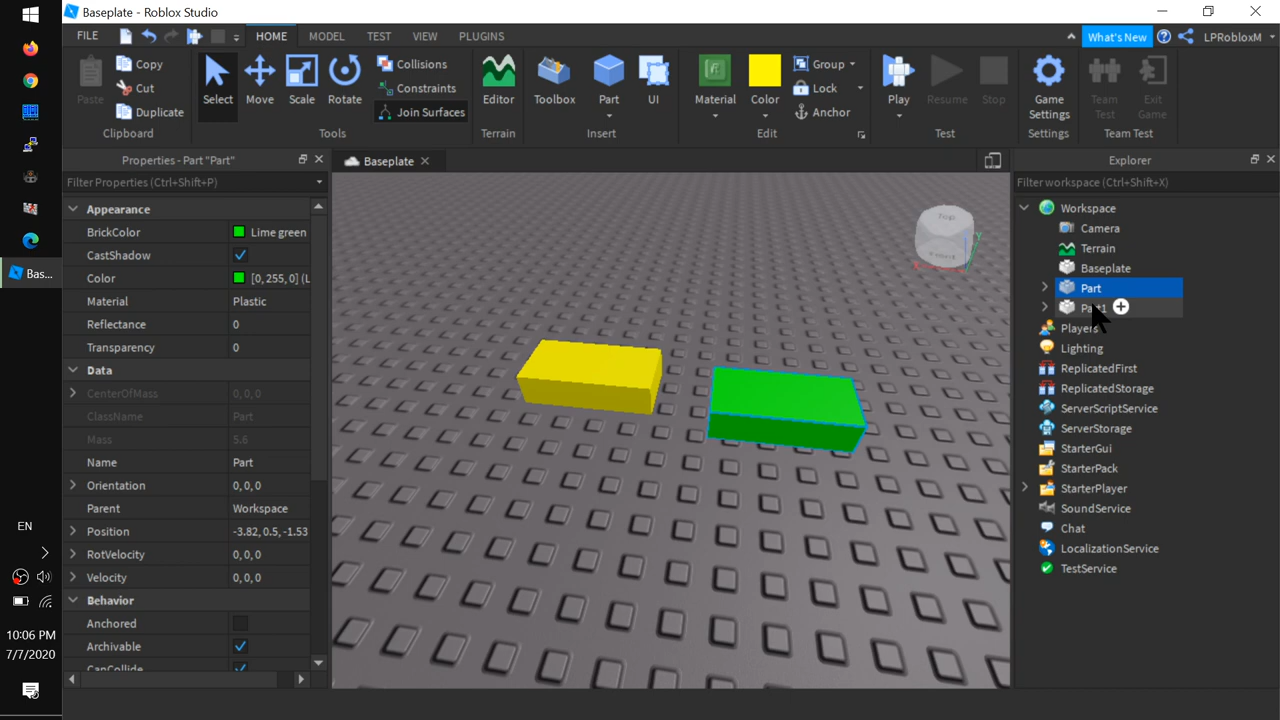 Baseplate - Roblox Studio
FILE HOME MODEL TEST VIEW PLUGINS What's New LPRobloxM
Paste
Copy
Cut
Duplicate
Clipboard
Select Move Scale Rotate
Collisions
Constraints
Join Surfaces
Tools
Editor
Terrain
Toolbox Part UI
Insert
Material Color
Group
Lock
Anchor
Edit
Play Resume Stop
Test
Game
Settings
Settings
Team
Test
Exit
Game
Team Test
Properties - Part "Part"
Filter Properties (Ctrl+Shift+P)
Appearance
BrickColor Lime green
CastShadow
Color [0, 255, 0] (L
Material Plastic
Reflectance 0
Transparency 0
Data
CenterOfMass 0, 0, 0
ClassName Part
Mass 5.6
Name Part
Orientation 0, 0, 0
Parent Workspace
Position -3.82, 0.5, -1.53
RotVelocity 0, 0, 0
Velocity 0, 0, 0
Behavior
Anchored
Archivable
CanCollide
Baseplate
Explorer
Filter workspace (Ctrl+Shift+X)
Workspace
Camera
Terrain
Baseplate
Part
Part1
Players
Lighting
ReplicatedFirst
ReplicatedStorage
ServerScriptService
ServerStorage
StarterGui
StarterPack
StarterPlayer
SoundService
Chat
LocalizationService
TestService
Bas...
EN
10:06 PM
7/7/2020